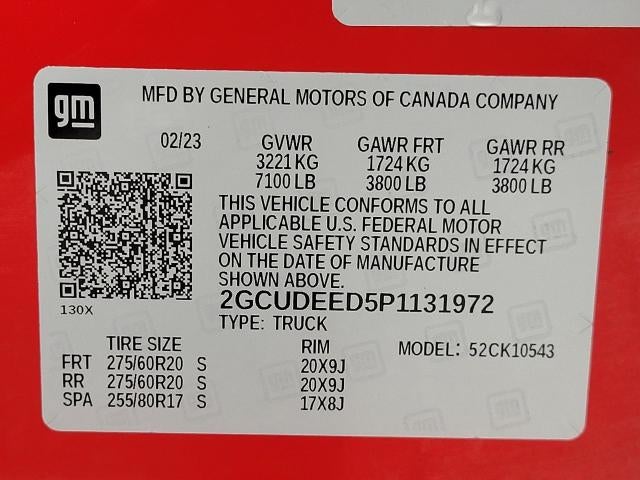 gm
MFD BY GENERAL MOTORS OF CANADA COMPANY
02/23 GVWR GAWR FRT GAWR RR
3221 KG 1724 KG 1724 KG
7100 LB 3800 LB 3800 LB
THIS VEHICLE CONFORMS TO ALL
APPLICABLE U.S. FEDERAL MOTOR
VEHICLE SAFETY STANDARDS IN EFFECT
ON THE DATE OF MANUFACTURE
SHOWN ABOVE.
2GCUDEED5P1131972
130X
TYPE: TRUCK
TIRE SIZE RIM MODEL: 52CK10543
FRT 275/60R20 S 20X9J
RR 275/60R20 S 20X9J
SPA 255/80R17 S 17X8J